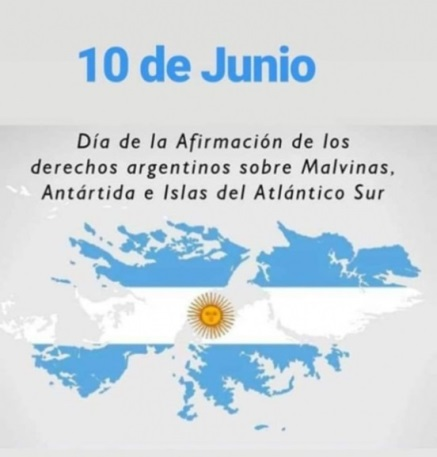 10 de Junio
Día de la Afirmación de los
derechos argentinos sobre Malvinas,
Antártida e Islas del Atlántico Sur